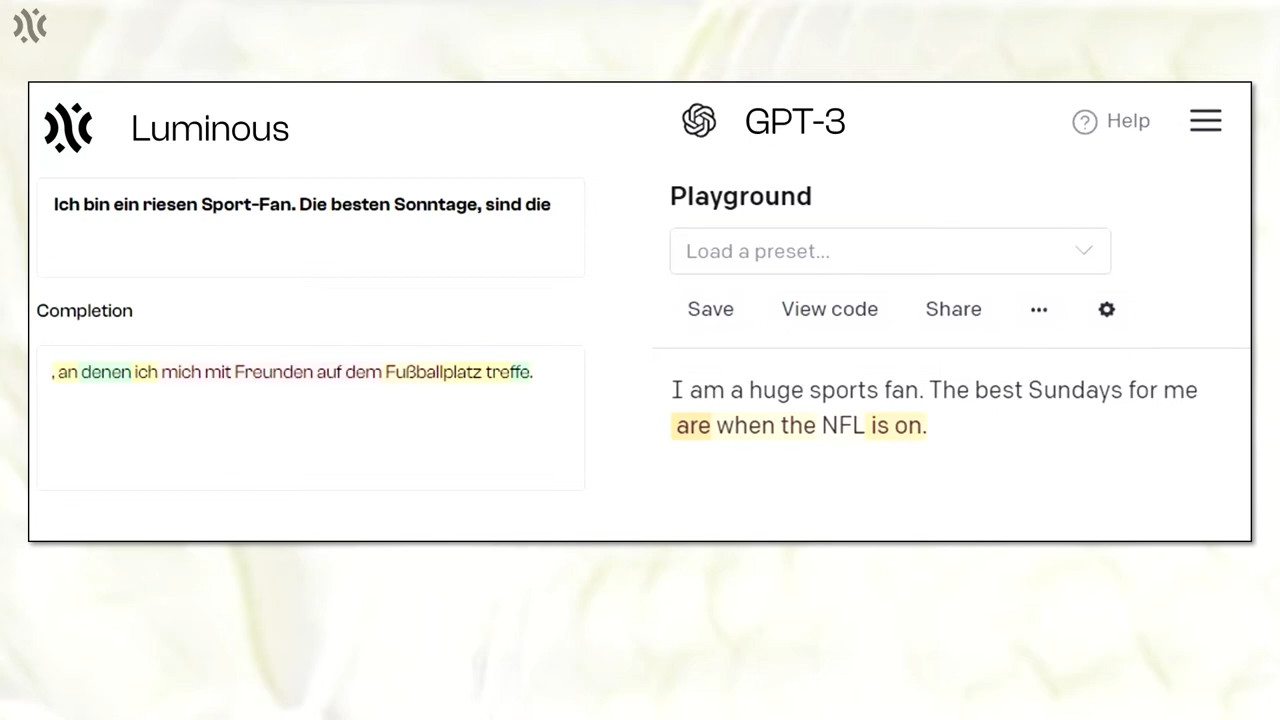 Luminous
Ich bin ein riesen Sport-Fan. Die besten Sonntage, sind die
Completion
, an denen ich mich mit Freunden auf dem Fußballplatz treffe.
GPT-3
Help
Playground
Load a preset...
Save View code Share ...
I am a huge sports fan. The best Sundays for me
are when the NFL is on.